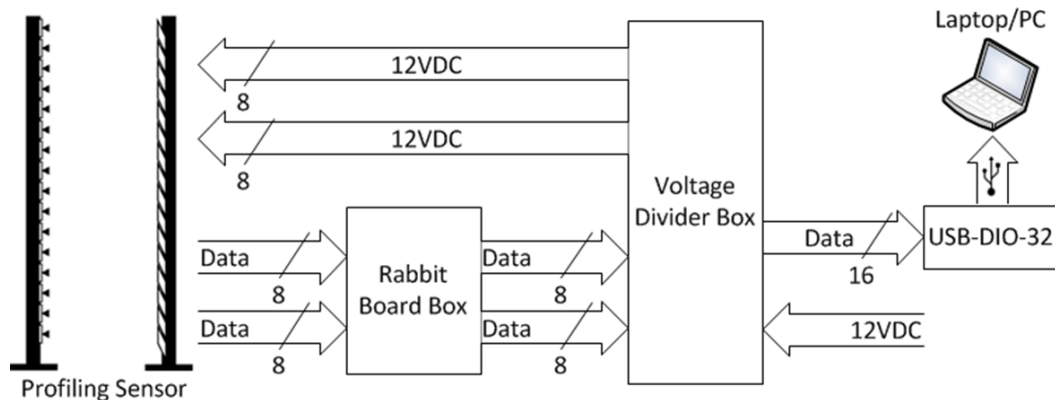 Laptop/PC
12VDC
8
12VDC
8
Voltage
Divider Box
Data
16
USB-DIO-32
Data
8
Rabbit
Board Box
Data
8
Data
8
Data
8
12VDC
Profiling Sensor